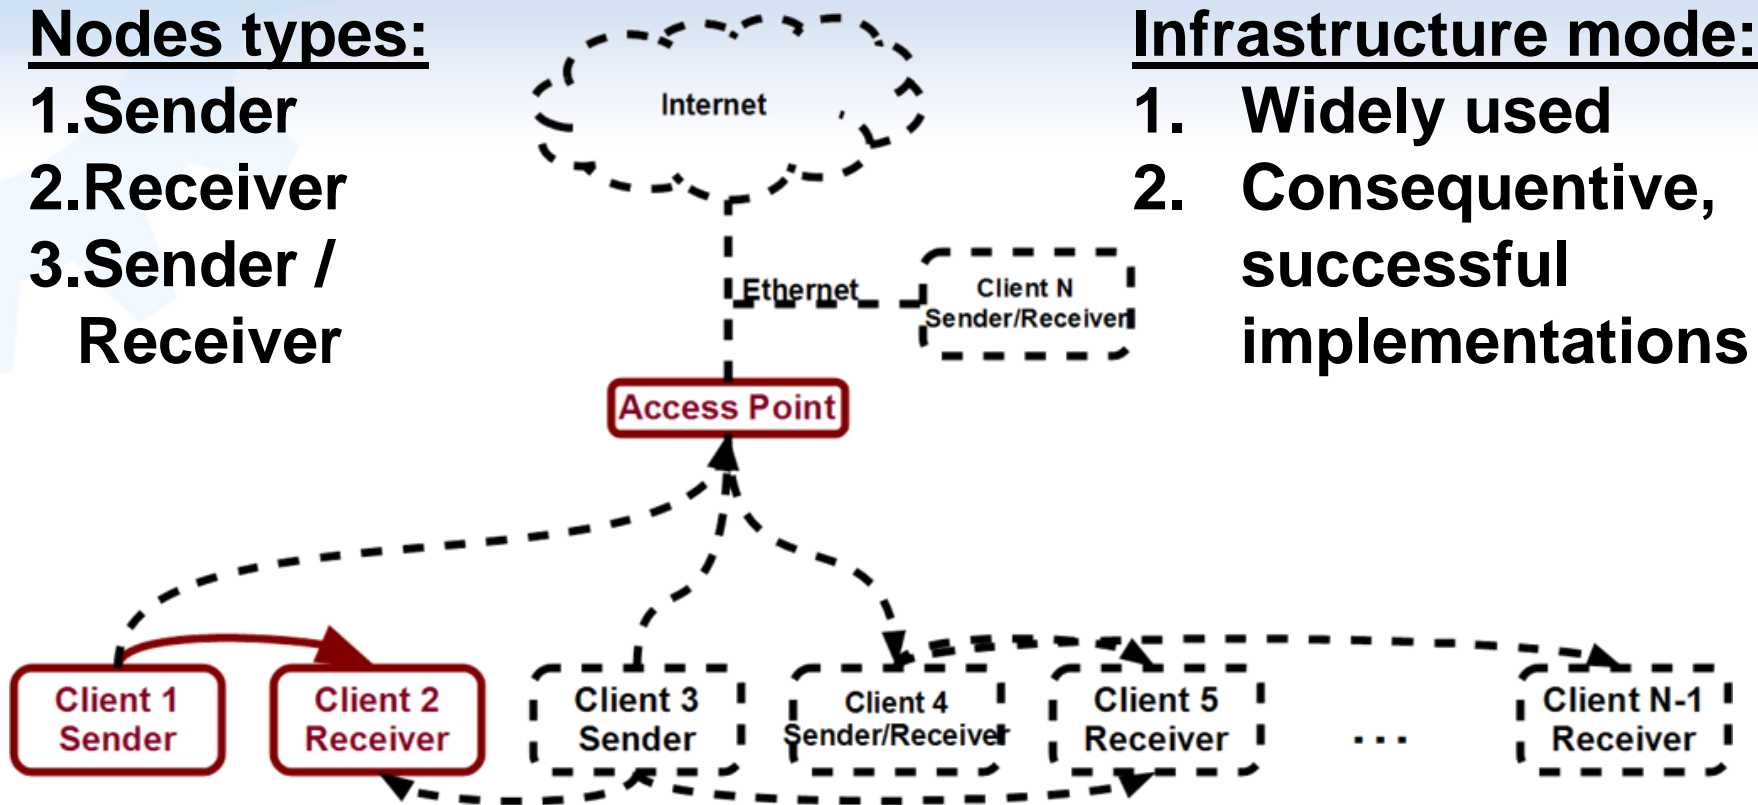 Nodes types:
1.Sender
2.Receiver
3.Sender /
Receiver
Infrastructure mode:
1. Widely used
2. Consequentive,
successful
implementations
Internet
Ethernet
Client N
Sender/Receiver
Access Point
Client 1
Sender
Client 2
Receiver
Client 3
Sender
Client 4
Sender/Receiver
Client 5
Receiver
...
Client N-1
Receiver